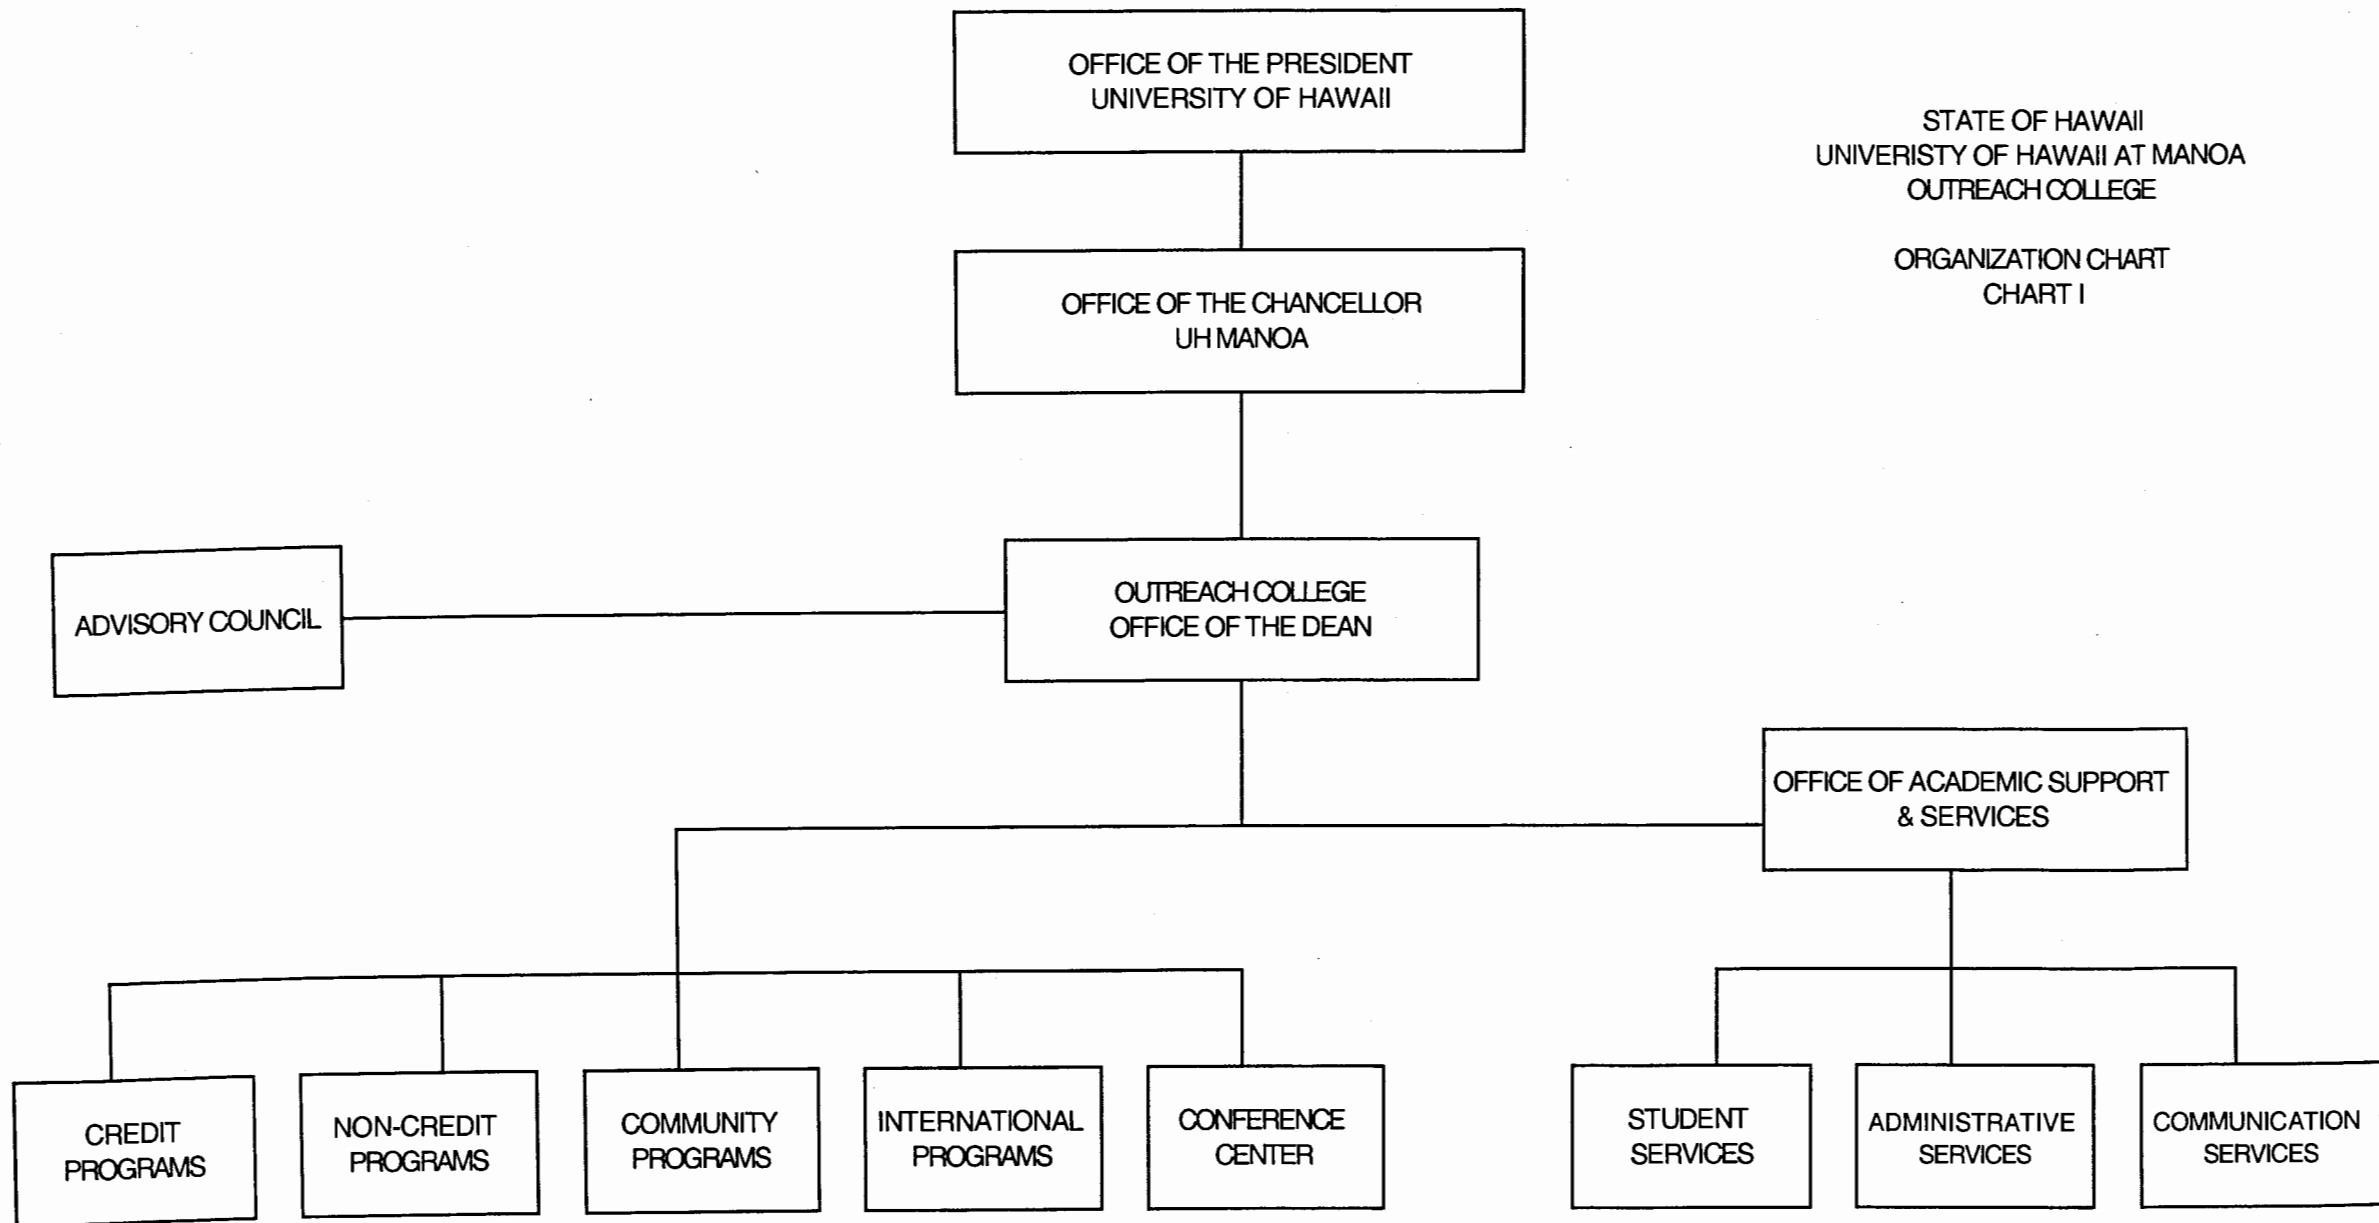 OFFICE OF THE PRESIDENT
UNIVERSITY OF HAWAII
STATE OF HAWAII
UNIVERISTY OF HAWAII AT MANOA
OUTREACH COLLEGE
ORGANIZATION CHART
CHART I
OFFICE OF THE CHANCELLOR
UH MANOA
ADVISORY COUNCIL
OUTREACH COLLEGE
OFFICE OF THE DEAN
OFFICE OF ACADEMIC SUPPORT
& SERVICES
CREDIT
PROGRAMS
NON-CREDIT
PROGRAMS
COMMUNITY
PROGRAMS
INTERNATIONAL
PROGRAMS
CONFERENCE
CENTER
STUDENT
SERVICES
ADMINISTRATIVE
SERVICES
COMMUNICATION
SERVICES